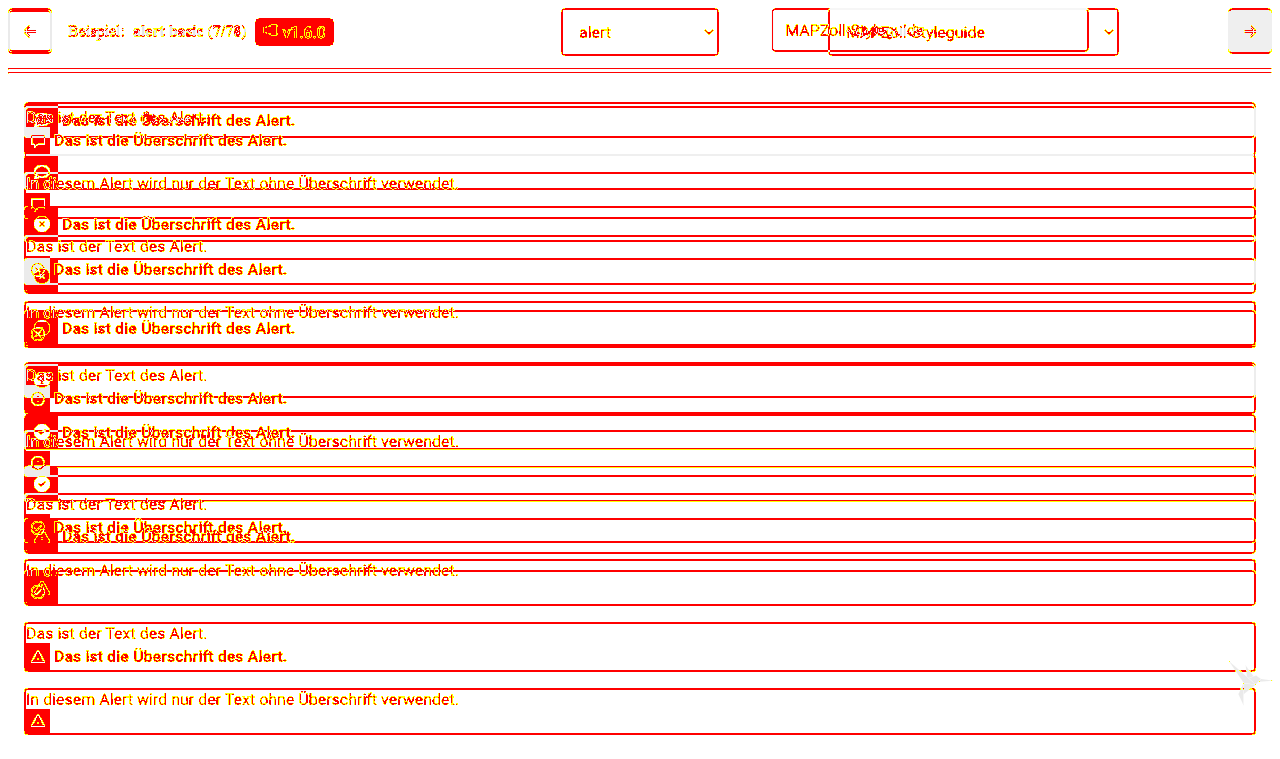 Beispiel: alert basic (7/78) v1.6.0
alert
MAPZoll Styleguide
Das ist der Text des Alert.
Das ist die Überschrift des Alert.
Das ist die Überschrift des Alert.
In diesem Alert wird nur der Text ohne Überschrift verwendet.
Das ist die Überschrift des Alert.
Das ist der Text des Alert.
Das ist die Überschrift des Alert.
In diesem Alert wird nur der Text ohne Überschrift verwendet.
Das ist die Überschrift des Alert.
Das ist der Text des Alert.
Das ist die Überschrift des Alert.
Das ist die Überschrift des Alert.
In diesem Alert wird nur der Text ohne Überschrift verwendet.
Das ist der Text des Alert.
Das ist die Überschrift des Alert.
Das ist die Überschrift des Alert.
In diesem Alert wird nur der Text ohne Überschrift verwendet.
Das ist der Text des Alert.
Das ist die Überschrift des Alert.
In diesem Alert wird nur der Text ohne Überschrift verwendet.